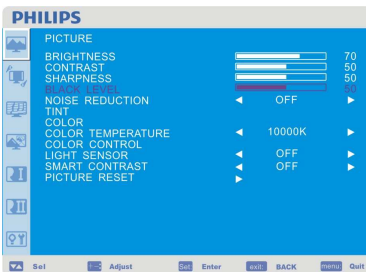 PHILIPS
PICTURE
BRIGHTNESS 70
CONTRAST 50
SHARPNESS 50
BLACK LEVEL 50
NOISE REDUCTION OFF
TINT
COLOR
COLOR TEMPERATURE 10000K
COLOR CONTROL
LIGHT SENSOR OFF
SMART CONTRAST OFF
PICTURE RESET
Sel Adjust Set Enter exit: BACK menu: Quit